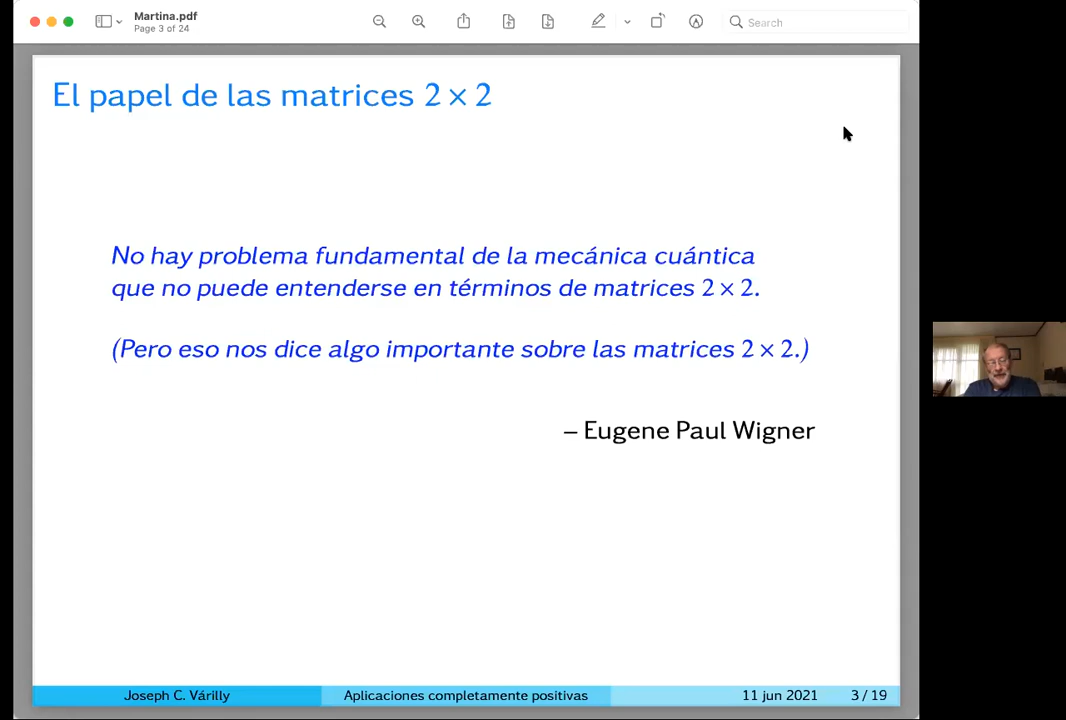 Martina.pdf
Page 3 of 24
Search
El papel de las matrices 2 × 2
No hay problema fundamental de la mecánica cuántica
que no puede entenderse en términos de matrices 2 × 2.
(Pero eso nos dice algo importante sobre las matrices 2 × 2.)
– Eugene Paul Wigner
Joseph C. Várilly Aplicaciones completamente positivas 11 jun 2021 3 / 19